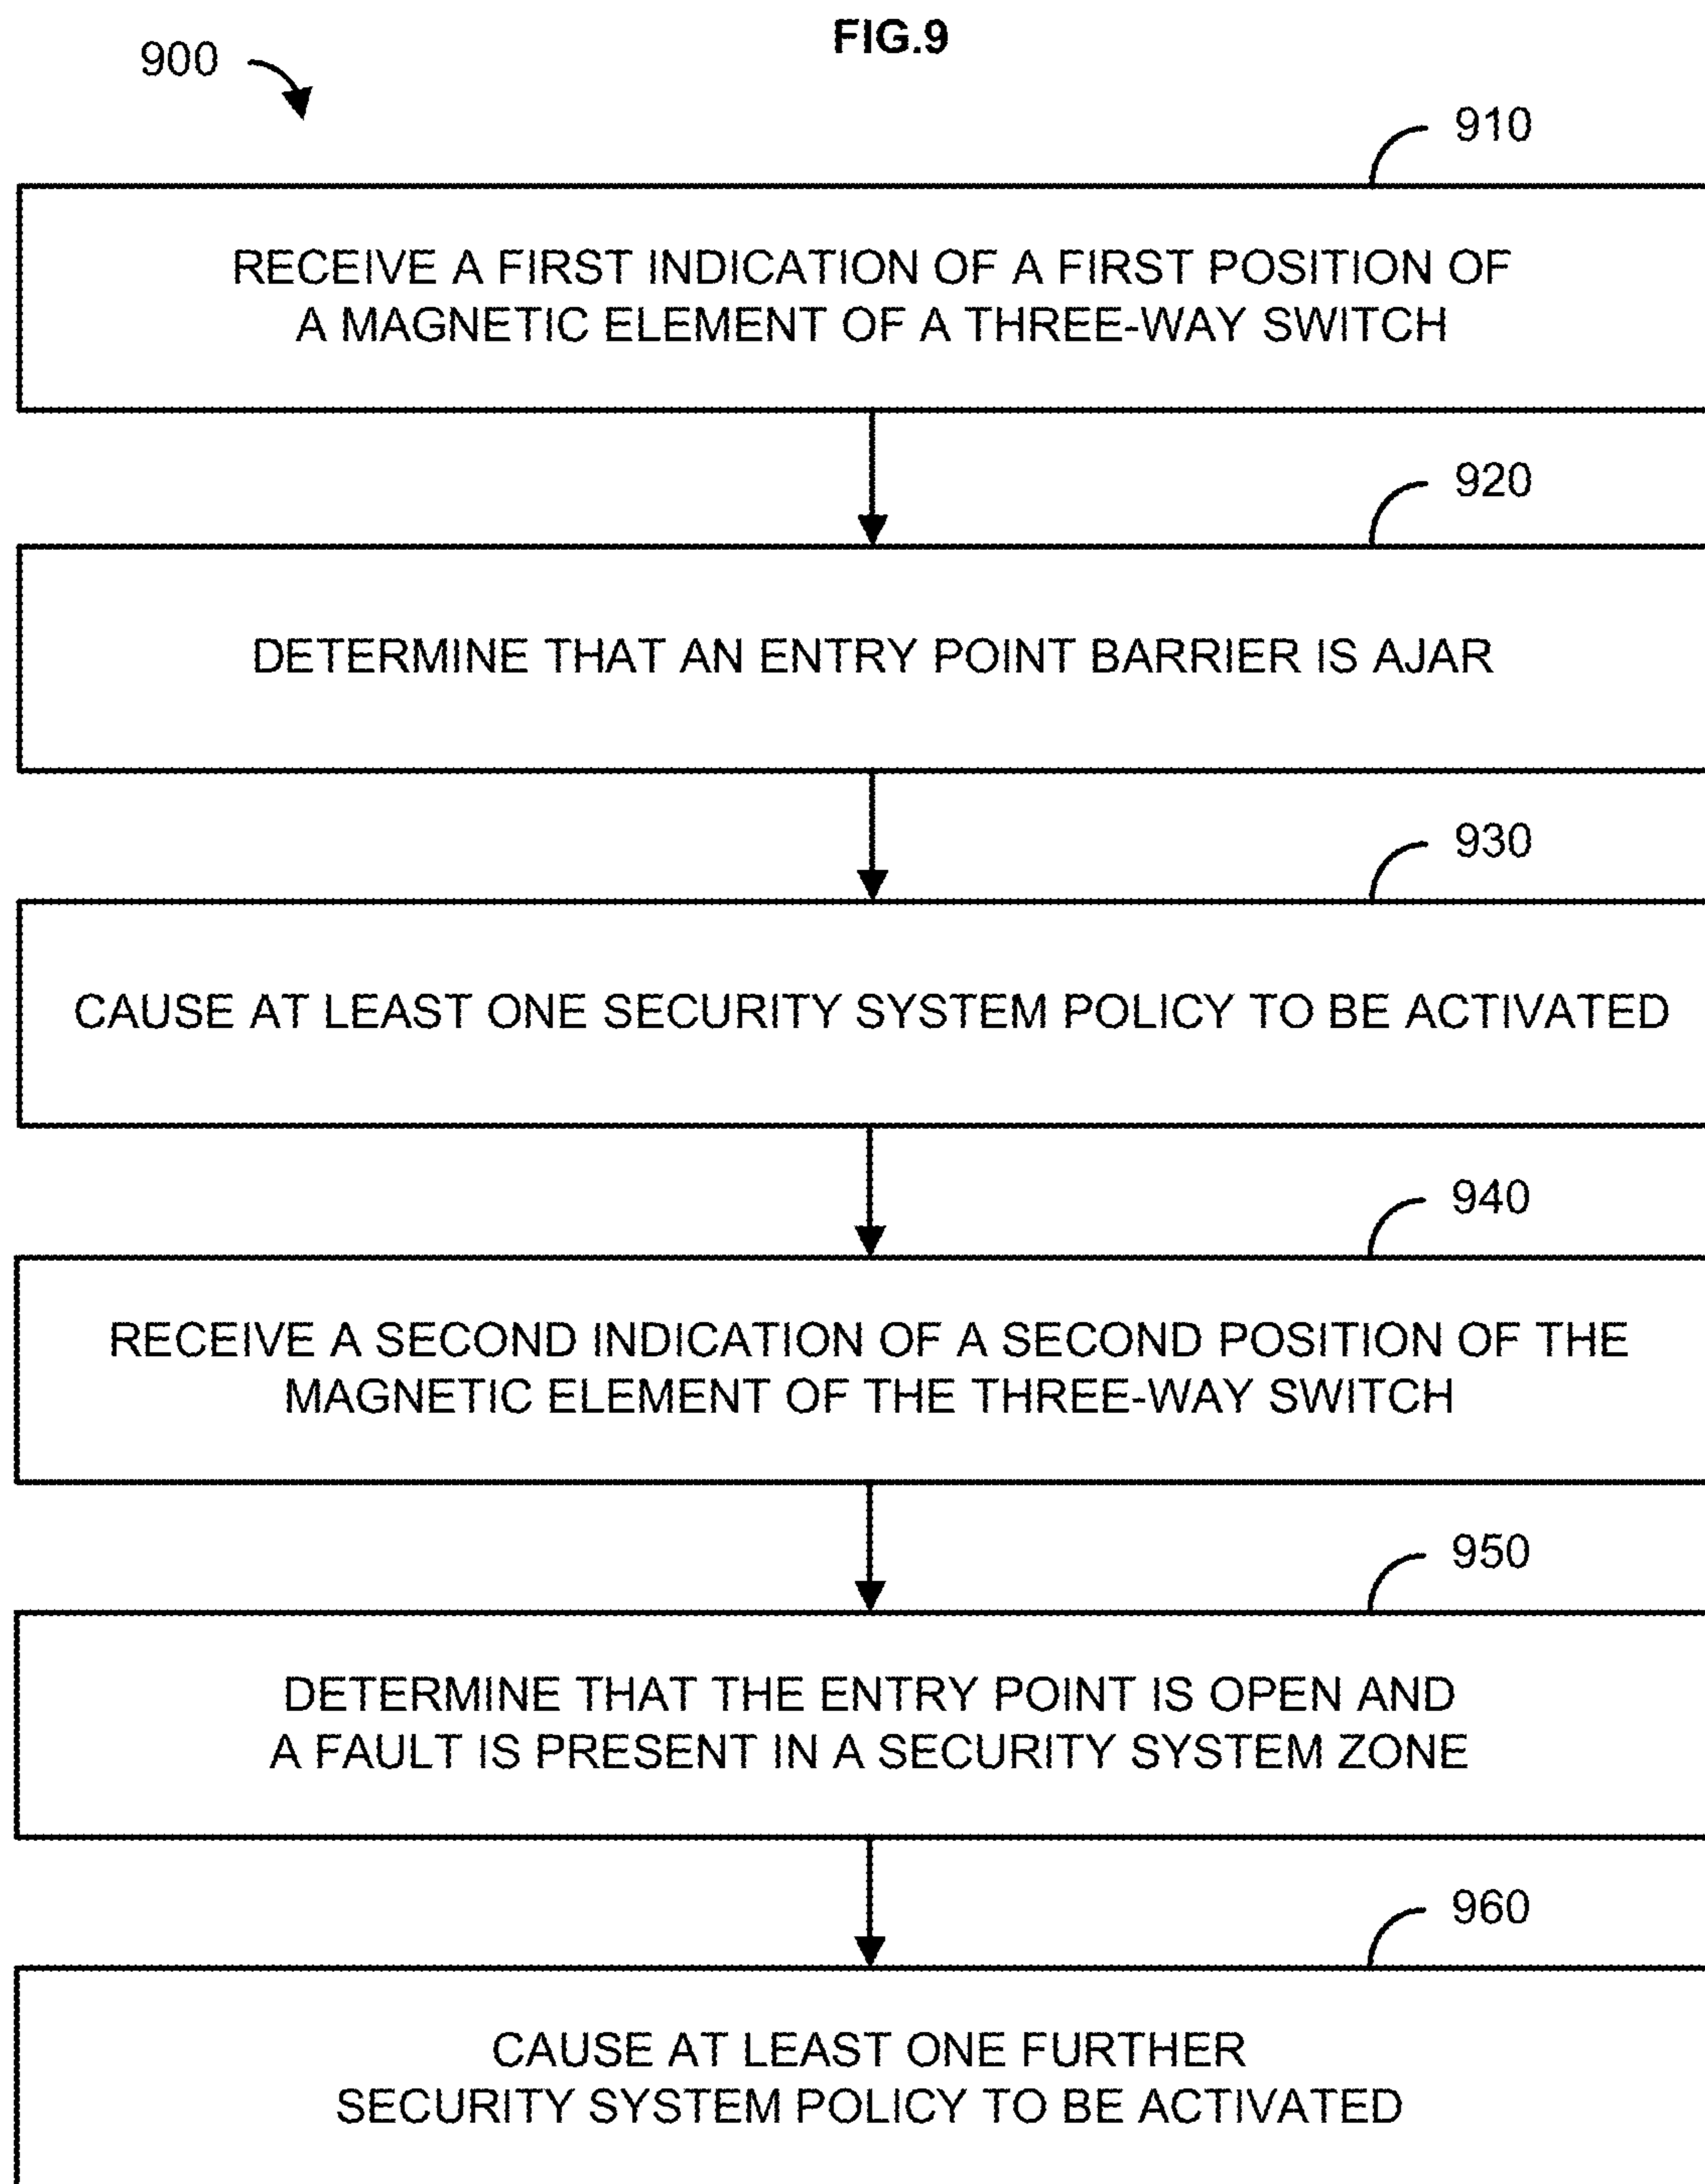 FIG.9
900
910
RECEIVE A FIRST INDICATION OF A FIRST POSITION OF
A MAGNETIC ELEMENT OF A THREE-WAY SWITCH
920
DETERMINE THAT AN ENTRY POINT BARRIER IS AJAR
930
CAUSE AT LEAST ONE SECURITY SYSTEM POLICY TO BE ACTIVATED
940
RECEIVE A SECOND INDICATION OF A SECOND POSITION OF THE
MAGNETIC ELEMENT OF THE THREE-WAY SWITCH
950
DETERMINE THAT THE ENTRY POINT IS OPEN AND
A FAULT IS PRESENT IN A SECURITY SYSTEM ZONE
960
CAUSE AT LEAST ONE FURTHER
SECURITY SYSTEM POLICY TO BE ACTIVATED